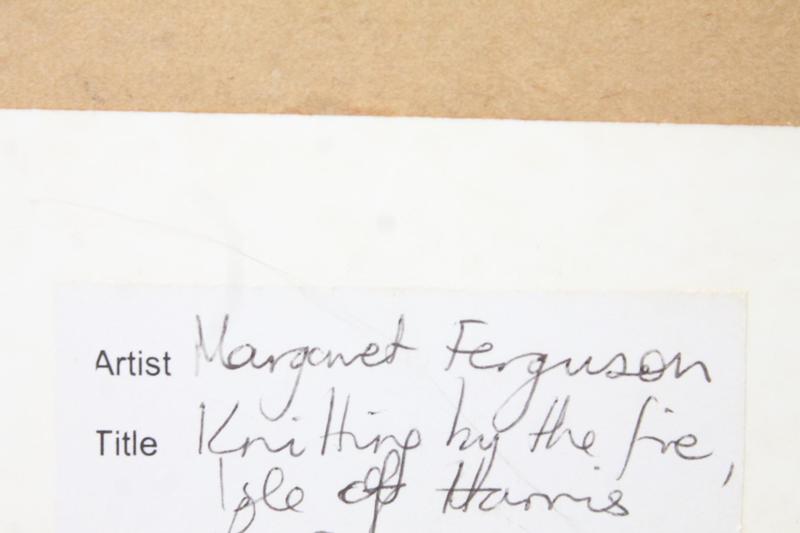 Artist Margaret Ferguson
Title Knitting by the fire,
Isle of Harris